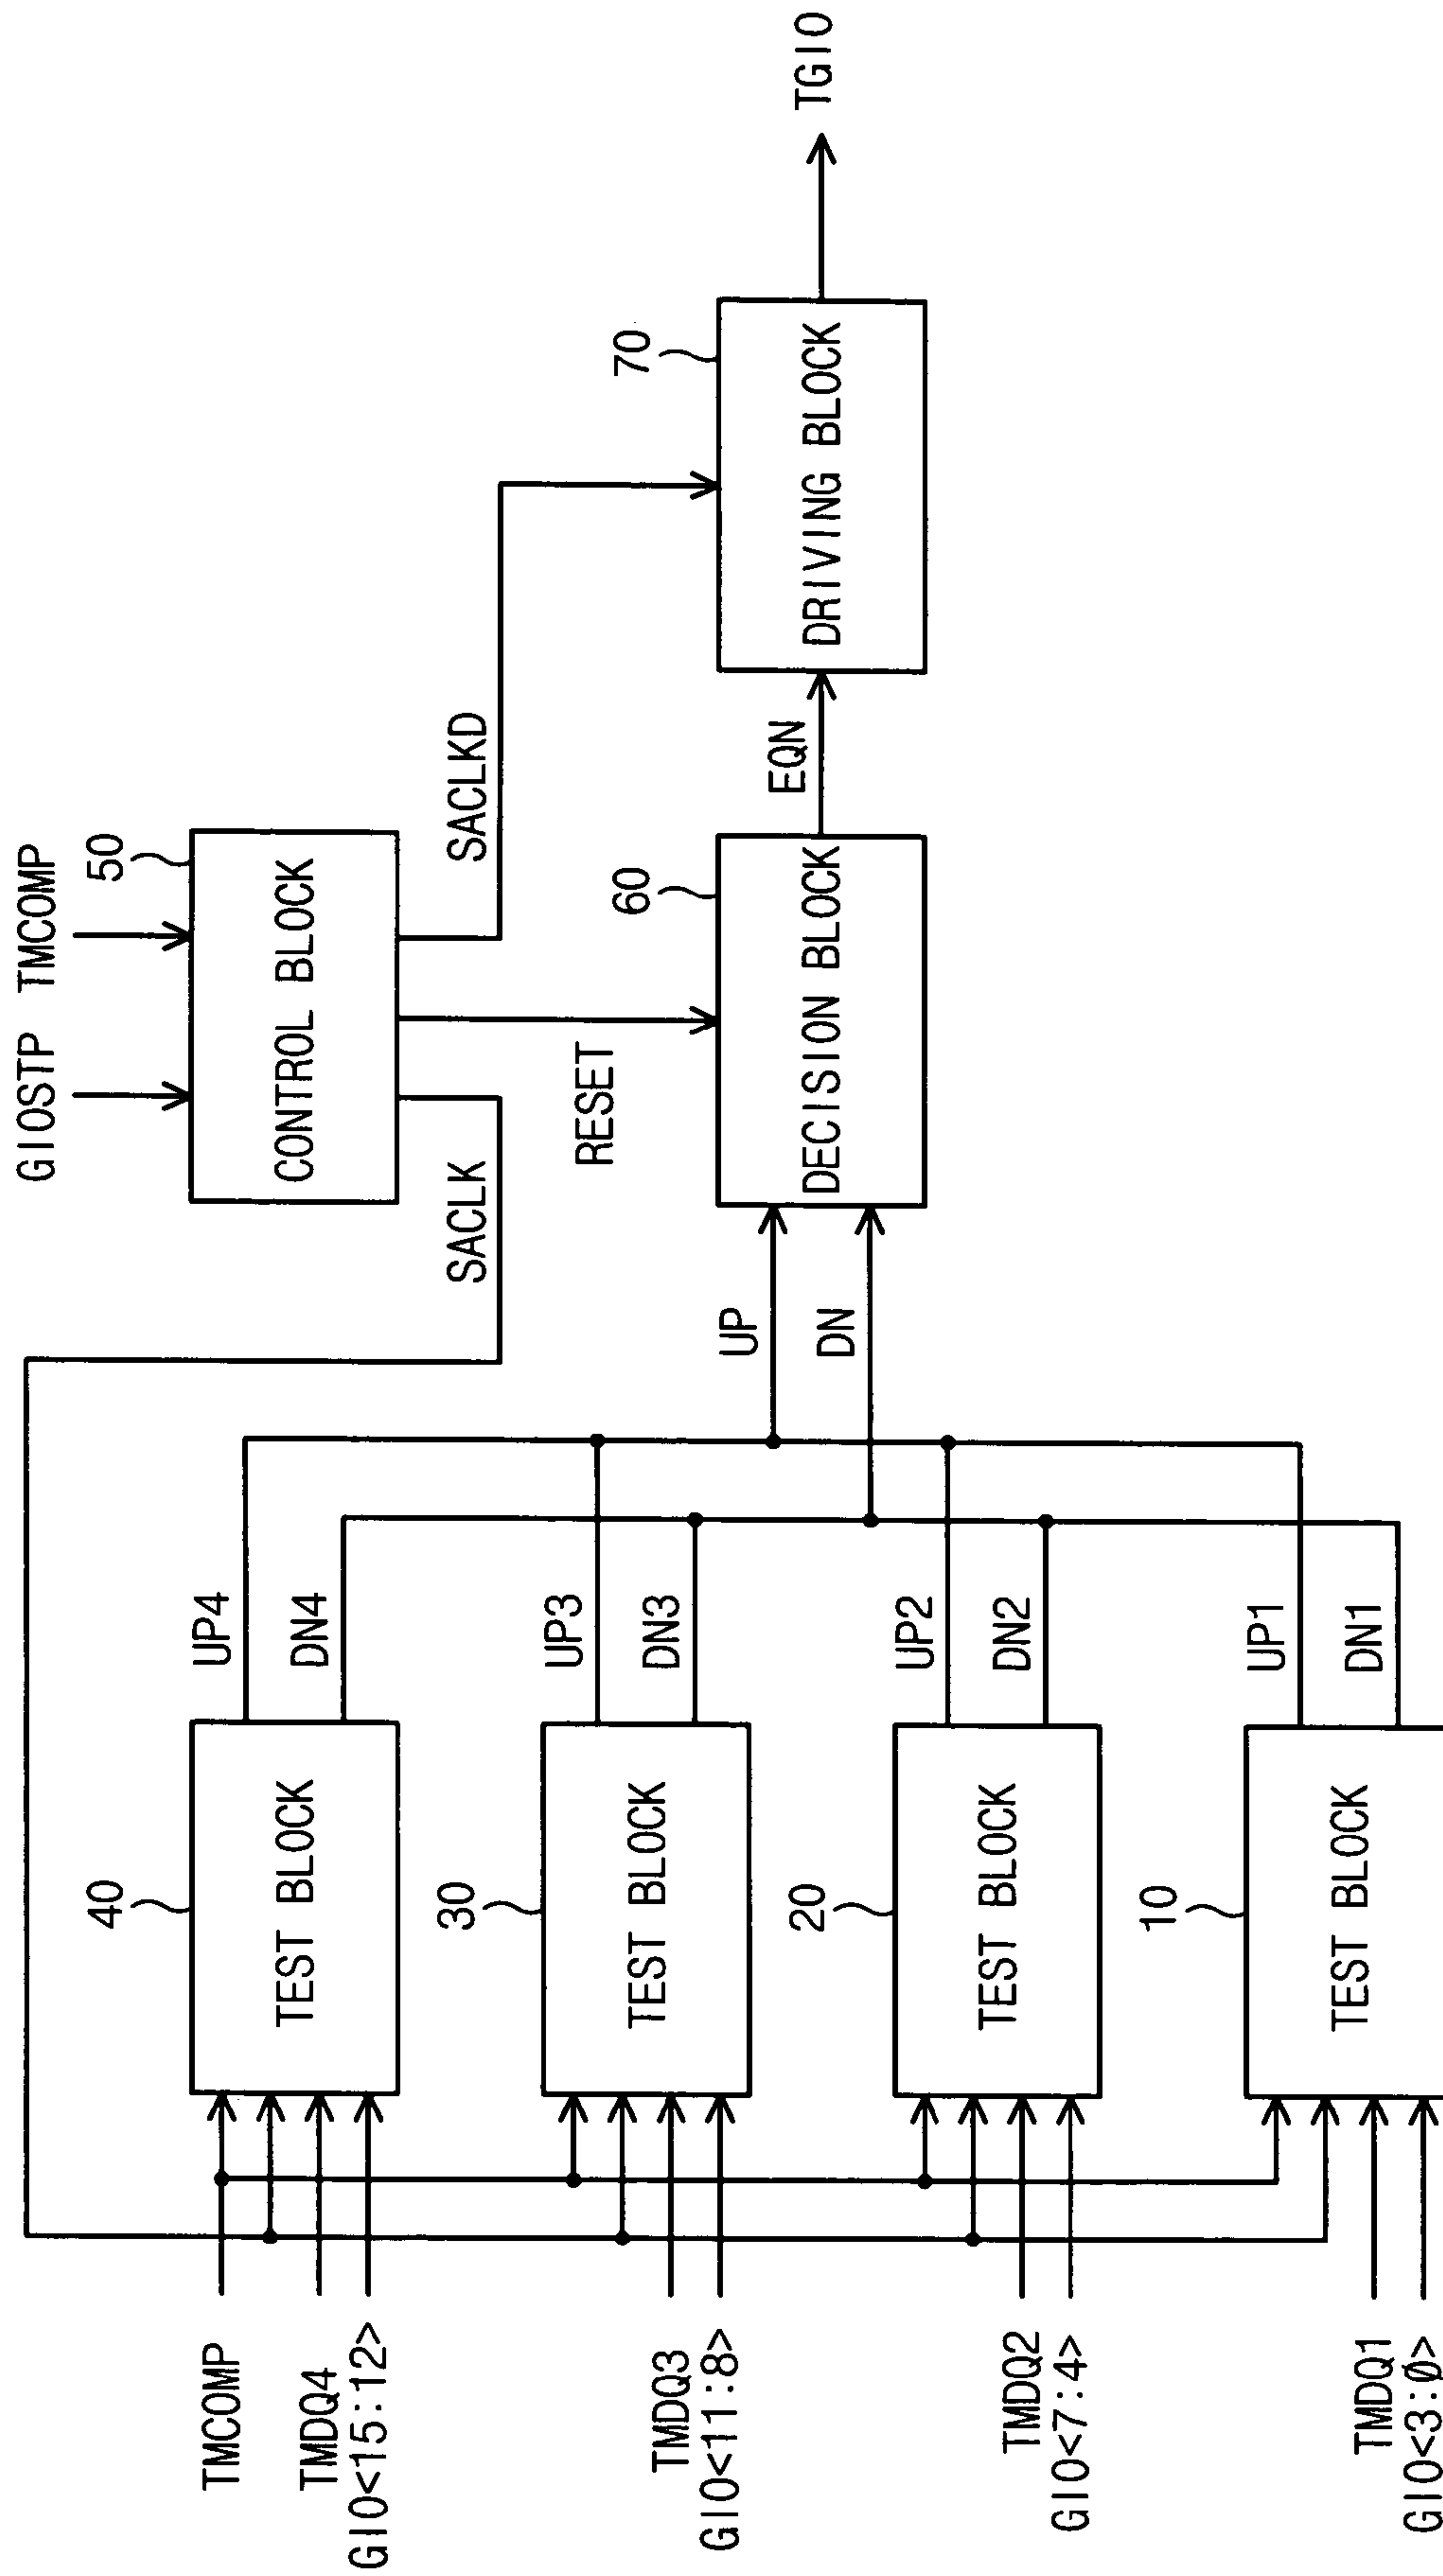 GIOSTP
TMCOMP
50
CONTROL BLOCK
SACLK
RESET
SACLKD
TMCOMP
TMDQ4
GIO<15:12>
40
TEST BLOCK
UP4
DN4
TMDQ3
GIO<11:8>
30
TEST BLOCK
UP3
DN3
UP
DN
60
DECISION BLOCK
EQN
70
DRIVING BLOCK
TGIO
TMDQ2
GIO<7:4>
20
TEST BLOCK
UP2
DN2
TMDQ1
GIO<3:0>
10
TEST BLOCK
UP1
DN1